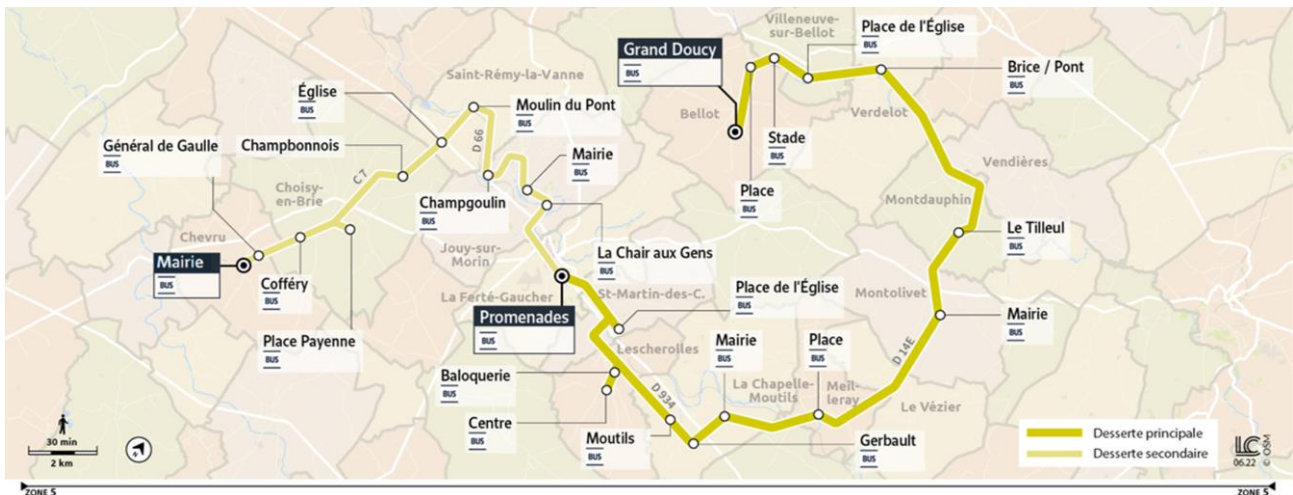 Villeneuve-
sur-Bellot
Place de l'Église
BUS
Grand Doucy
BUS
Brice / Pont
BUS
Saint-Rémy-la-Vanne
Église
BUS
Moulin du Pont
BUS
Bellot
Verdelot
Stade
BUS
Général de Gaulle
BUS
Champbonnois
D 66
Mairie
BUS
Vendières
C 7
Choisy-
en-Brie
Champgoulin
BUS
Place
BUS
Montdauphin
Le Tilleul
BUS
Chevru
Mairie
BUS
Coffery
BUS
Jouy-sur-
Morin
La Chair aux Gens
BUS
La Ferté-Gaucher
St-Martin-des-C.
Place de l'Église
BUS
Montolivet
Mairie
BUS
Promenades
BUS
Place Payenne
BUS
Lescherolles
Mairie
BUS
Place
BUS
D 14E
Baloquerie
BUS
D 934
La Chapelle-
Moutils
Meil-
leray
Le Vézier
Centre
BUS
Moutils
BUS
Gerbault
BUS
30 min
2 km
Desserte principale
Desserte secondaire
LC
06.22
© OSM
ZONE 5
ZONE 5